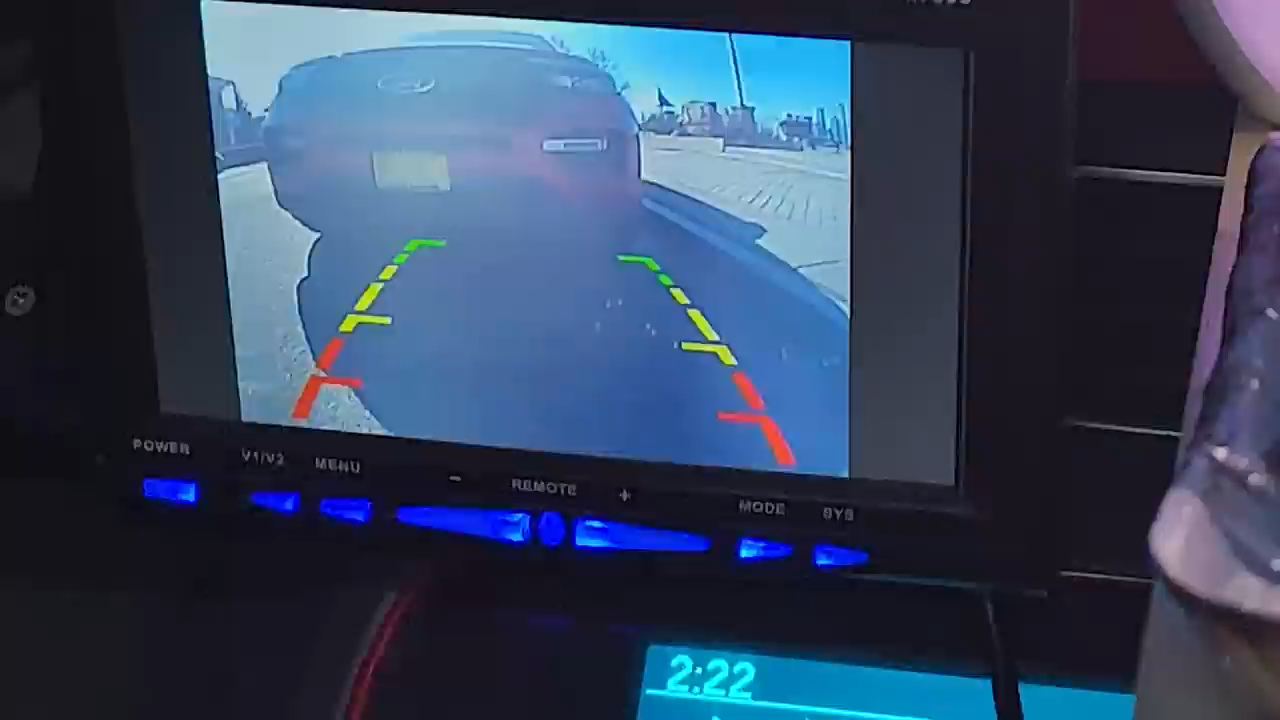 POWER
V1/V2
MENU
−
REMOTE
+
MODE
SYS
2:22